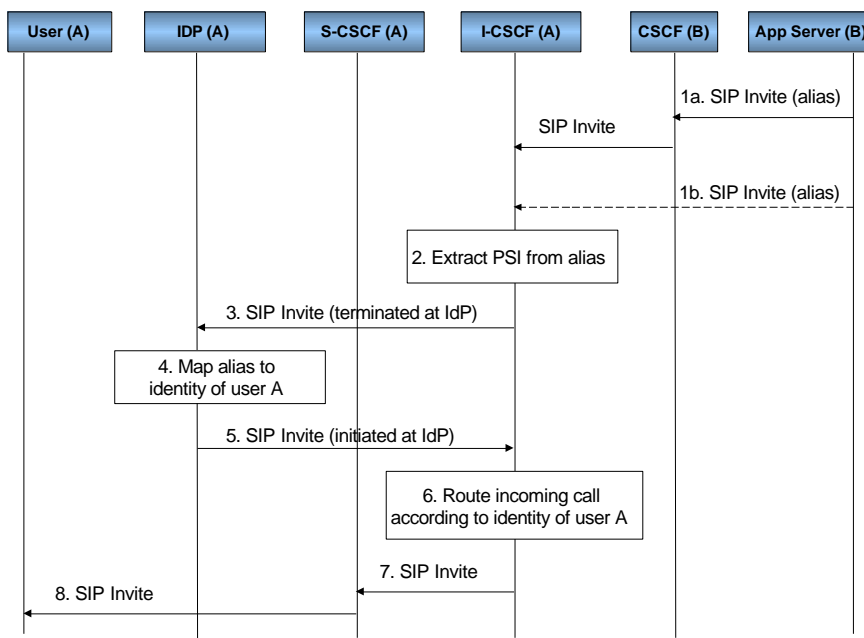 User (A)
IDP (A)
S-CSCF (A)
I-CSCF (A)
CSCF (B)
App Server (B)
1a. SIP Invite (alias)
SIP Invite
1b. SIP Invite (alias)
2. Extract PSI from alias
3. SIP Invite (terminated at IdP)
4. Map alias to
identity of user A
5. SIP Invite (initiated at IdP)
6. Route incoming call
according to identity of user A
7. SIP Invite
8. SIP Invite